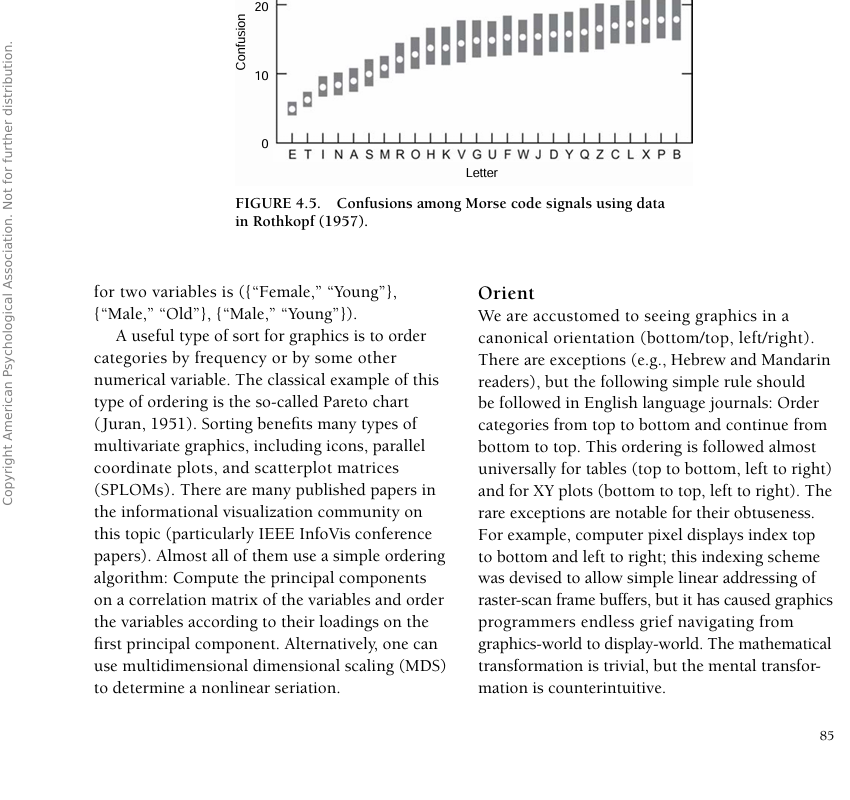 Copyright American Psychological Association. Not for further distribution.
20
10
0
Confusion
E T I N A S M R O H K V G U F W J D Y Q Z C L X P B
Letter
FIGURE 4.5. Confusions among Morse code signals using data
in Rothkopf (1957).
for two variables is ({“Female,” “Young”},
{“Male,” “Old”}, {“Male,” “Young”}).
A useful type of sort for graphics is to order
categories by frequency or by some other
numerical variable. The classical example of this
type of ordering is the so-called Pareto chart
(Juran, 1951). Sorting benefits many types of
multivariate graphics, including icons, parallel
coordinate plots, and scatterplot matrices
(SPLOMs). There are many published papers in
the informational visualization community on
this topic (particularly IEEE InfoVis conference
papers). Almost all of them use a simple ordering
algorithm: Compute the principal components
on a correlation matrix of the variables and order
the variables according to their loadings on the
first principal component. Alternatively, one can
use multidimensional dimensional scaling (MDS)
to determine a nonlinear seriation.
Orient
We are accustomed to seeing graphics in a
canonical orientation (bottom/top, left/right).
There are exceptions (e.g., Hebrew and Mandarin
readers), but the following simple rule should
be followed in English language journals: Order
categories from top to bottom and continue from
bottom to top. This ordering is followed almost
universally for tables (top to bottom, left to right)
and for XY plots (bottom to top, left to right). The
rare exceptions are notable for their obtuseness.
For example, computer pixel displays index top
to bottom and left to right; this indexing scheme
was devised to allow simple linear addressing of
raster-scan frame buffers, but it has caused graphics
programmers endless grief navigating from
graphics-world to display-world. The mathematical
transformation is trivial, but the mental transfor-
mation is counterintuitive.
85